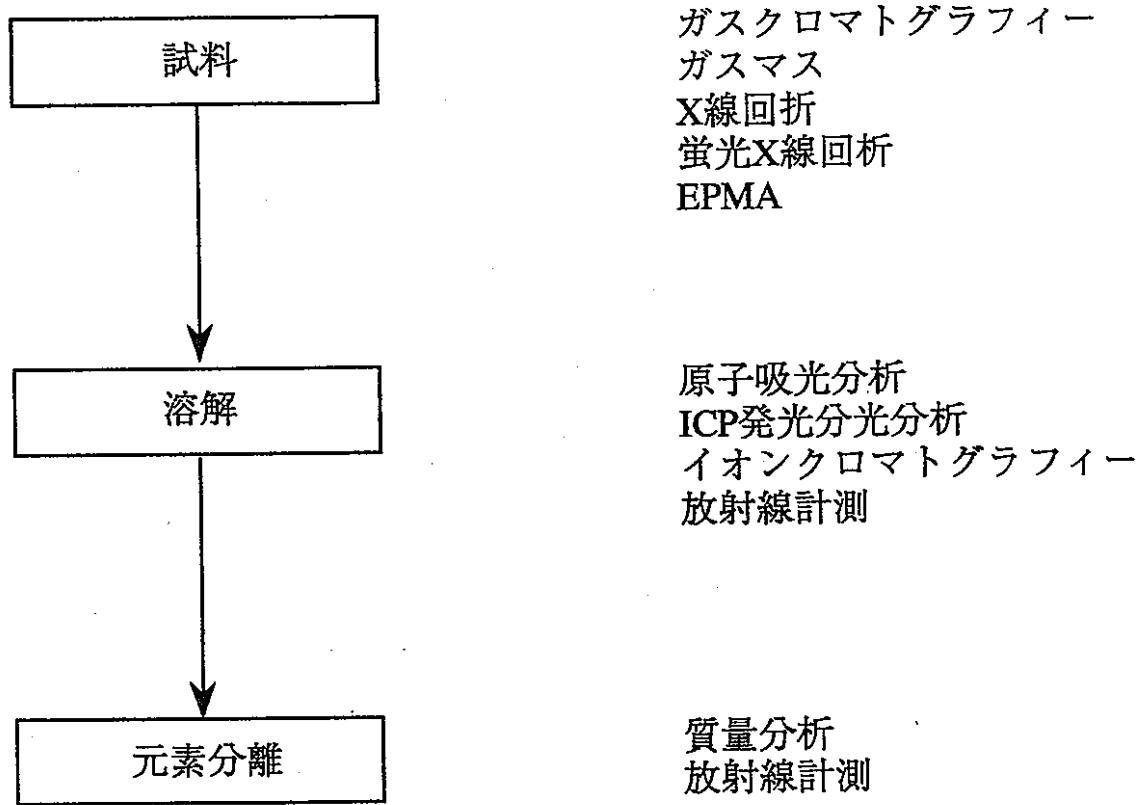 試料
ガスクロマトグラフィー
ガスマス
X線回折
蛍光X線回析
EPMA
溶解
原子吸光分析
ICP発光分光分析
イオンクロマトグラフィー
放射線計測
元素分離
質量分析
放射線計測